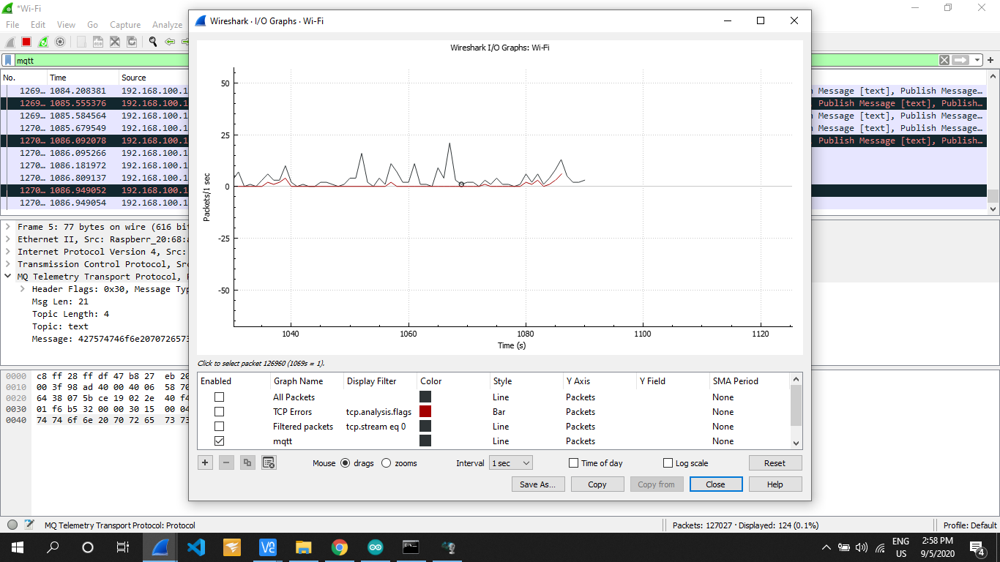 *Wi-Fi
File Edit View Go Capture Analyze
mqtt
No. Time Source
1269… 1084.208381 192.168.100.1
1269… 1085.555376 192.168.100.1
1269… 1085.584564 192.168.100.1
1270… 1085.679549 192.168.100.1
1270… 1086.092078 192.168.100.1
1270… 1086.095266 192.168.100.1
1270… 1086.181972 192.168.100.1
1270… 1086.809137 192.168.100.1
1270… 1086.949052 192.168.100.1
1270… 1086.949054 192.168.100.1
Message [text], Publish Message…
Publish Message [text], Publish…
Message [text], Publish Message…
Message [text], Publish Message…
Publish Message [text], Publish…
Frame 5: 77 bytes on wire (616 bi
Ethernet II, Src: Raspberr_20:68:
Internet Protocol Version 4, Src:
Transmission Control Protocol, Src
MQ Telemetry Transport Protocol,
Header Flags: 0x30, Message Typ
Msg Len: 21
Topic Length: 4
Topic: text
Message: 427574746f6e2070726573
0000 c8 ff 28 ff df 47 b8 27 eb 20
0010 00 3f 98 ad 40 00 40 06 58 70
0020 64 38 07 5b ce 19 02 2e 40 f4
0030 01 f6 b5 32 00 00 30 15 00 04
0040 74 74 6f 6e 20 70 72 65 73 73
Wireshark · I/O Graphs · Wi-Fi
Wireshark I/O Graphs: Wi-Fi
50
25
0
-25
-50
Packets/1 sec
1040 1060 1080 1100 1120
Time (s)
Click to select packet 126960 (1069s = 1).
Enabled Graph Name Display Filter Color Style Y Axis Y Field SMA Period
All Packets Line Packets None
TCP Errors tcp.analysis.flags Bar Packets None
Filtered packets tcp.stream eq 0 Line Packets None
mqtt Line Packets None
Mouse drags zooms Interval 1 sec Time of day Log scale Reset
Save As... Copy Copy from Close Help
MQ Telemetry Transport Protocol: Protocol
Packets: 127027 · Displayed: 124 (0.1%)
Profile: Default
ENG
US
2:58 PM
9/5/2020
4